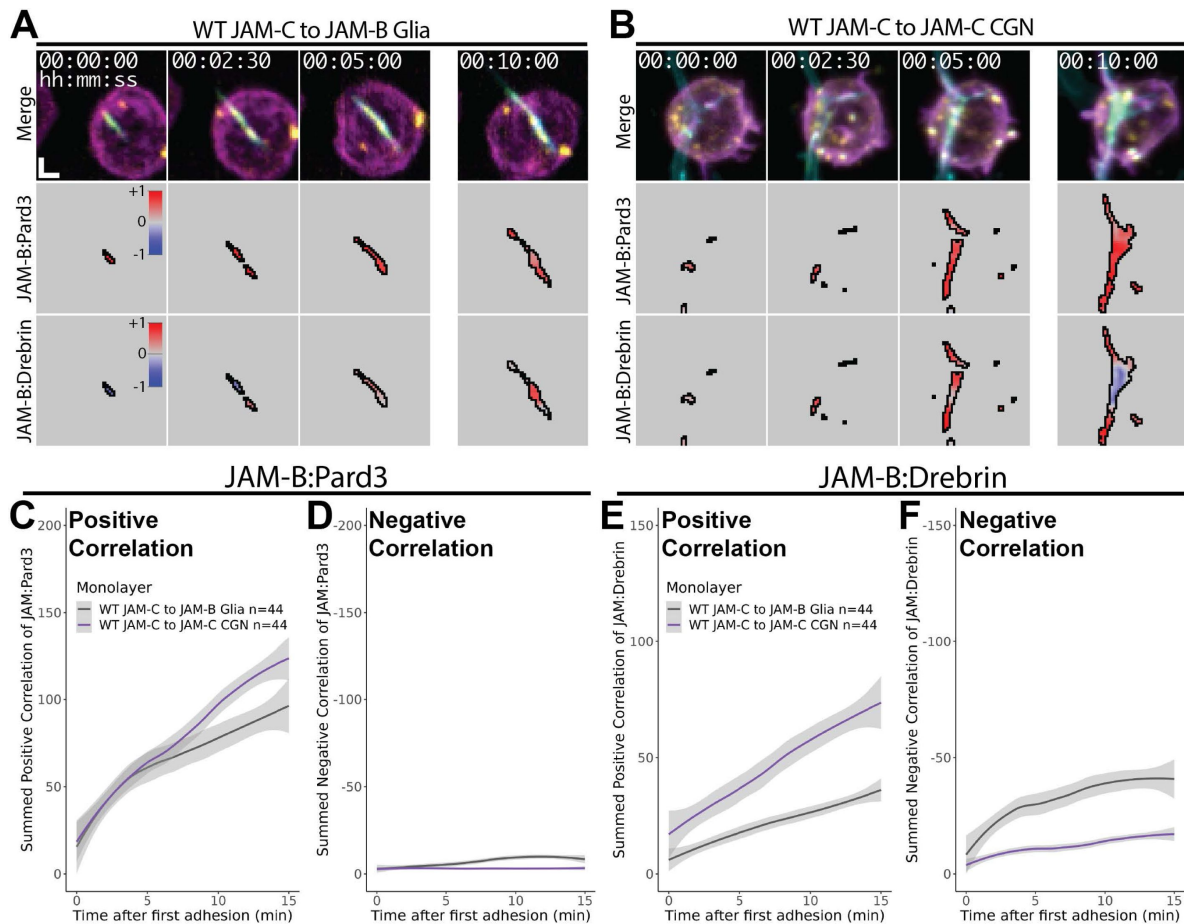 A
WT JAM-C to JAM-B Glia
00:00:00
hh:mm:ss
00:02:30
00:05:00
00:10:00
Merge
JAM-B:Pard3
+1
0
-1
JAM-B:Drebrin
+1
0
-1
B
WT JAM-C to JAM-C CGN
00:00:00
00:02:30
00:05:00
00:10:00
Merge
JAM-B:Pard3
JAM-B:Drebrin
JAM-B:Pard3
C Positive
Correlation
Summed Positive Correlation of JAM:Pard3
200
150
100
50
0
Monolayer
WT JAM-C to JAM-B Glia n=44
WT JAM-C to JAM-C CGN n=44
0 5 10 15
Time after first adhesion (min)
D Negative
Correlation
Summed Negative Correlation of JAM:Pard3
-200
-150
-100
-50
0
0 5 10 15
Time after first adhesion (min)
JAM-B:Drebrin
E Positive
Correlation
Summed Positive Correlation of JAM:Drebrin
150
100
50
0
Monolayer
WT JAM-C to JAM-B Glia n=44
WT JAM-C to JAM-C CGN n=44
0 5 10 15
Time after first adhesion (min)
F Negative
Correlation
Summed Negative Correlation of JAM:Drebrin
-150
-100
-50
0
0 5 10 15
Time after first adhesion (min)